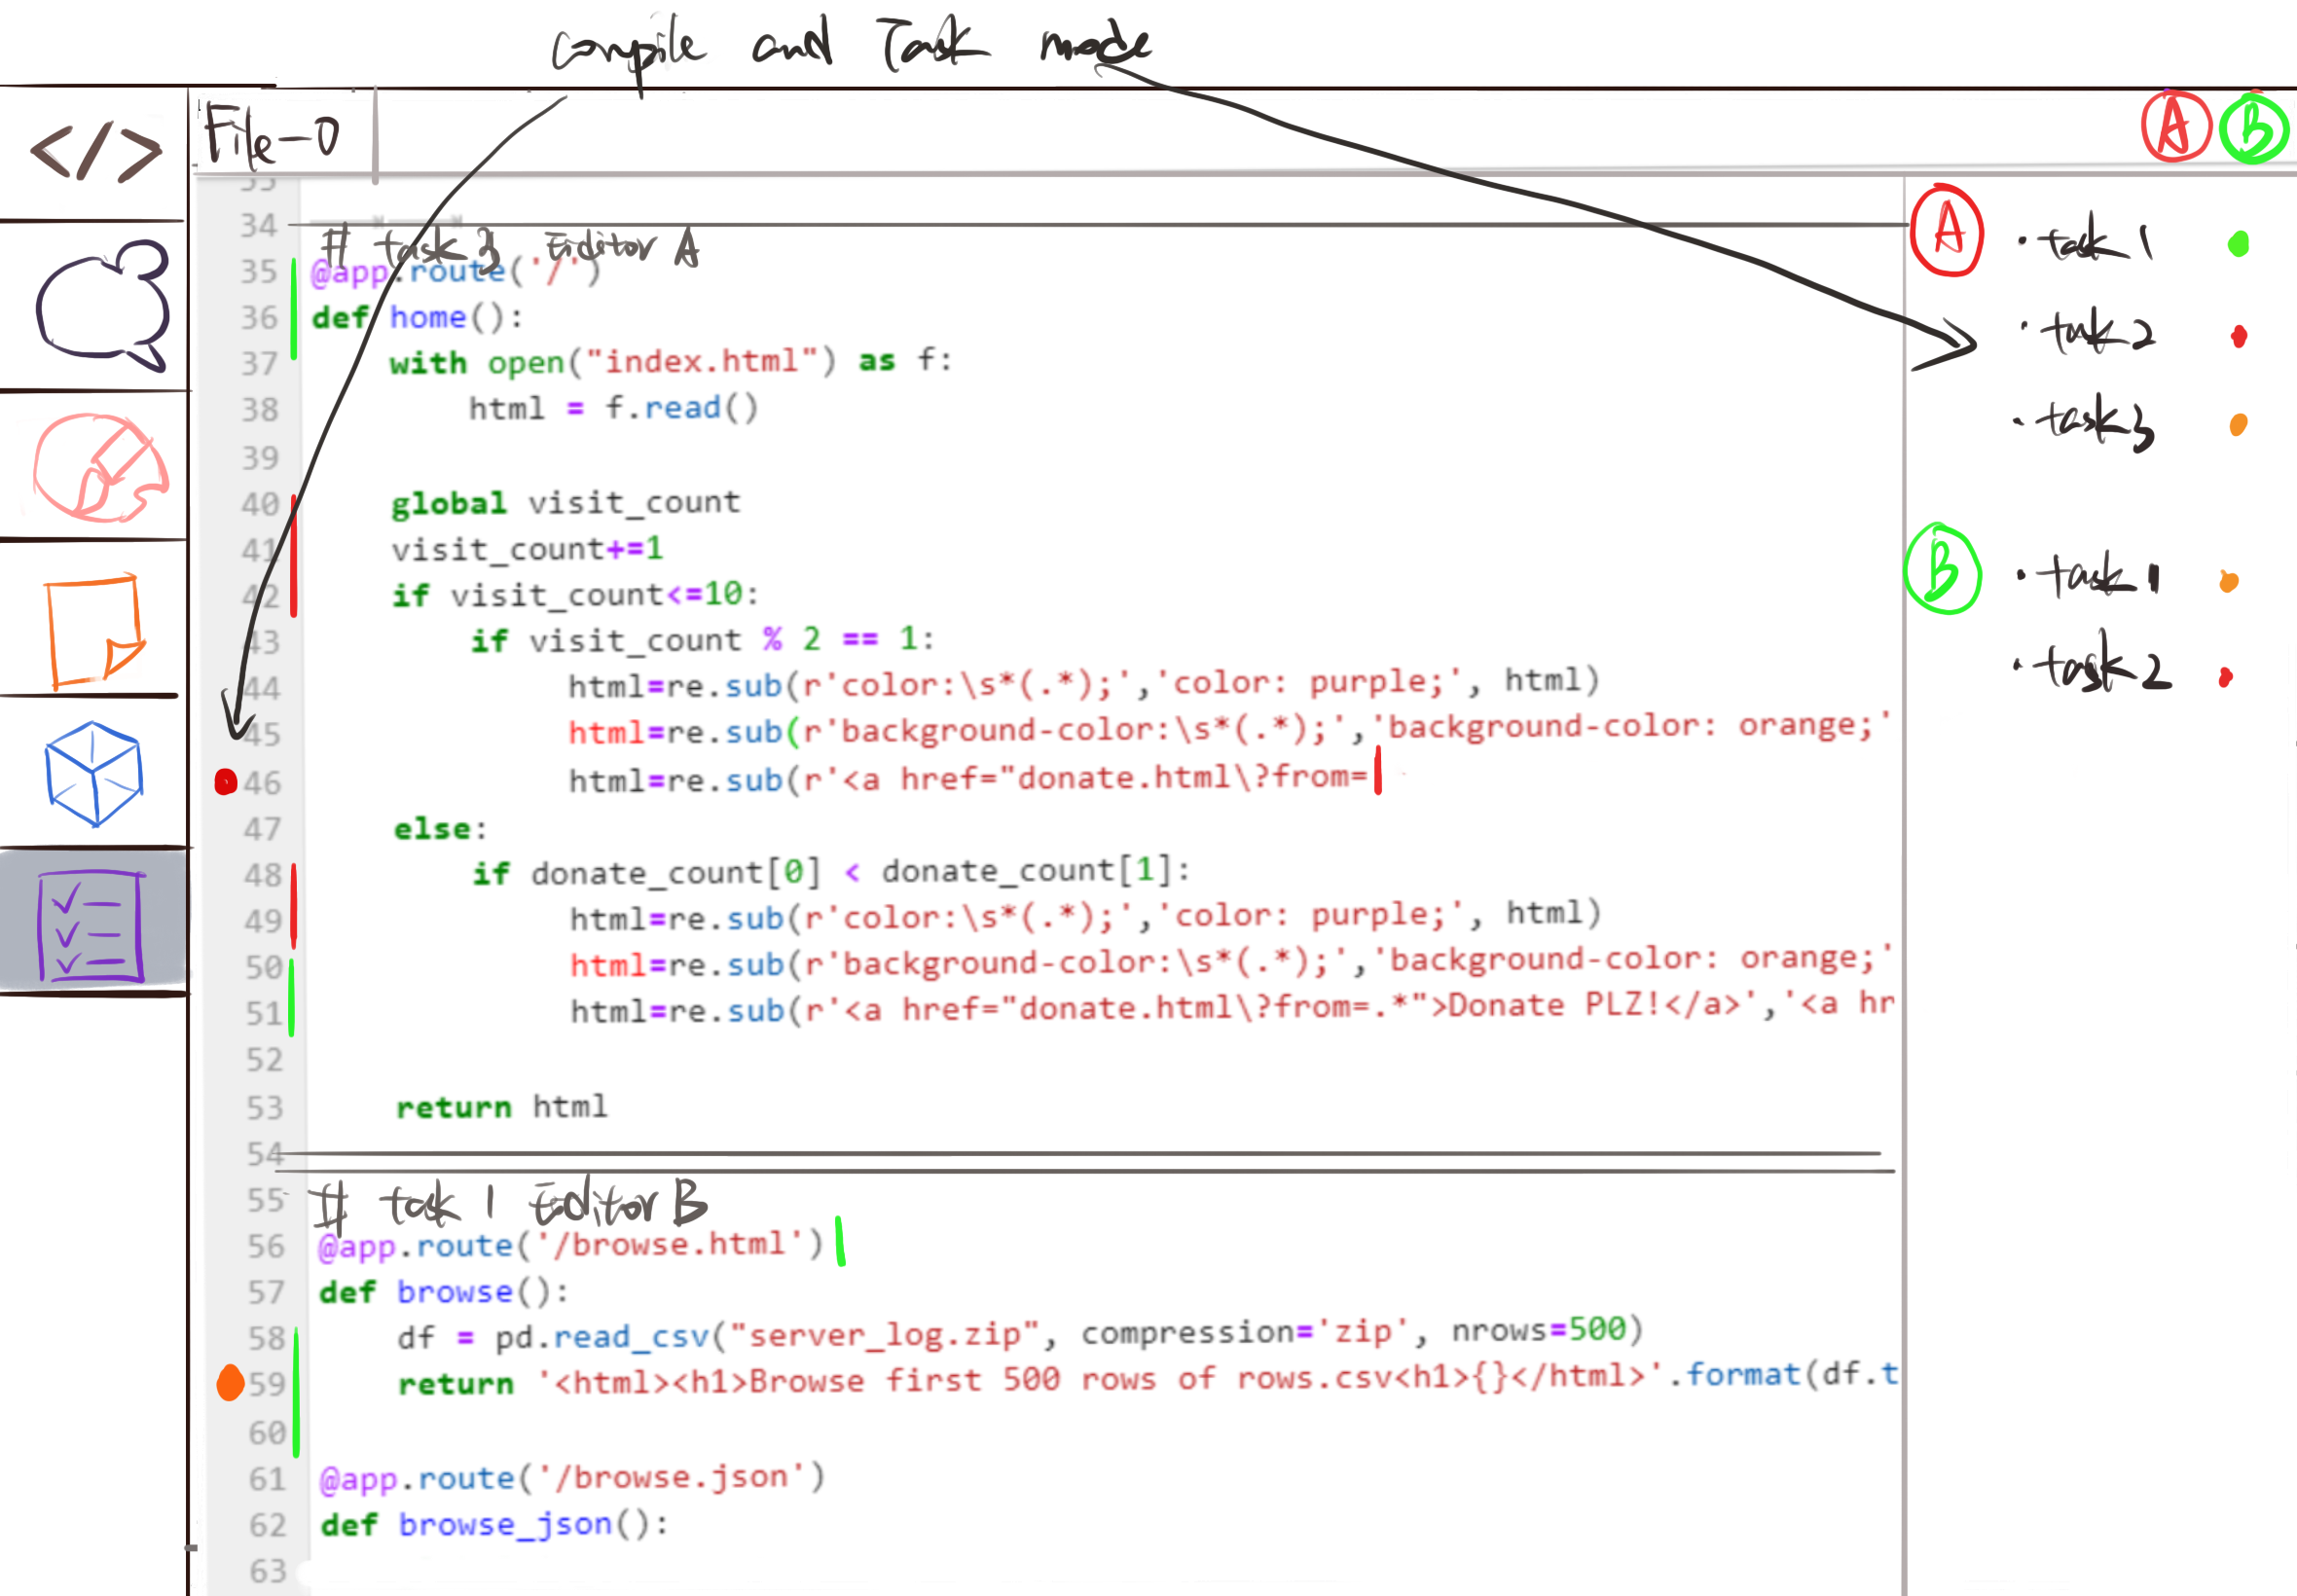 compile and Task mode
</>
File-0
A B
33
34
# task 3 Editor A
35 @app.route('/')
36 def home():
37 with open("index.html") as f:
38 html = f.read()
39
40 global visit_count
41 visit_count+=1
42 if visit_count<=10:
43 if visit_count % 2 == 1:
44 html=re.sub(r'color:\s*(.*);','color: purple;', html)
45 html=re.sub(r'background-color:\s*(.*);','background-color: orange;'
46 html=re.sub(r'<a href="donate.html\?from=
47 else:
48 if donate_count[0] < donate_count[1]:
49 html=re.sub(r'color:\s*(.*);','color: purple;', html)
50 html=re.sub(r'background-color:\s*(.*);','background-color: orange;'
51 html=re.sub(r'<a href="donate.html\?from=.*">Donate PLZ!</a>','<a hr
52
53 return html
54
55 # task 1 Editor B
56 @app.route('/browse.html')
57 def browse():
58 df = pd.read_csv("server_log.zip", compression='zip', nrows=500)
59 return '<html><h1>Browse first 500 rows of rows.csv<h1>{}</html>'.format(df.t
60
61 @app.route('/browse.json')
62 def browse_json():
63
A
· task 1
· task 2
· task 3
B
· task 1
· task 2